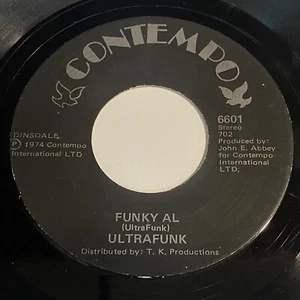 CONTEMPO
6601
Stereo
702
Produced by:
John E. Abbey
for Contempo
International LTD
DINSDALE
℗ 1974 Contempo
International LTD
FUNKY AL
(UltraFunk)
ULTRAFUNK
Distributed by: T. K. Productions